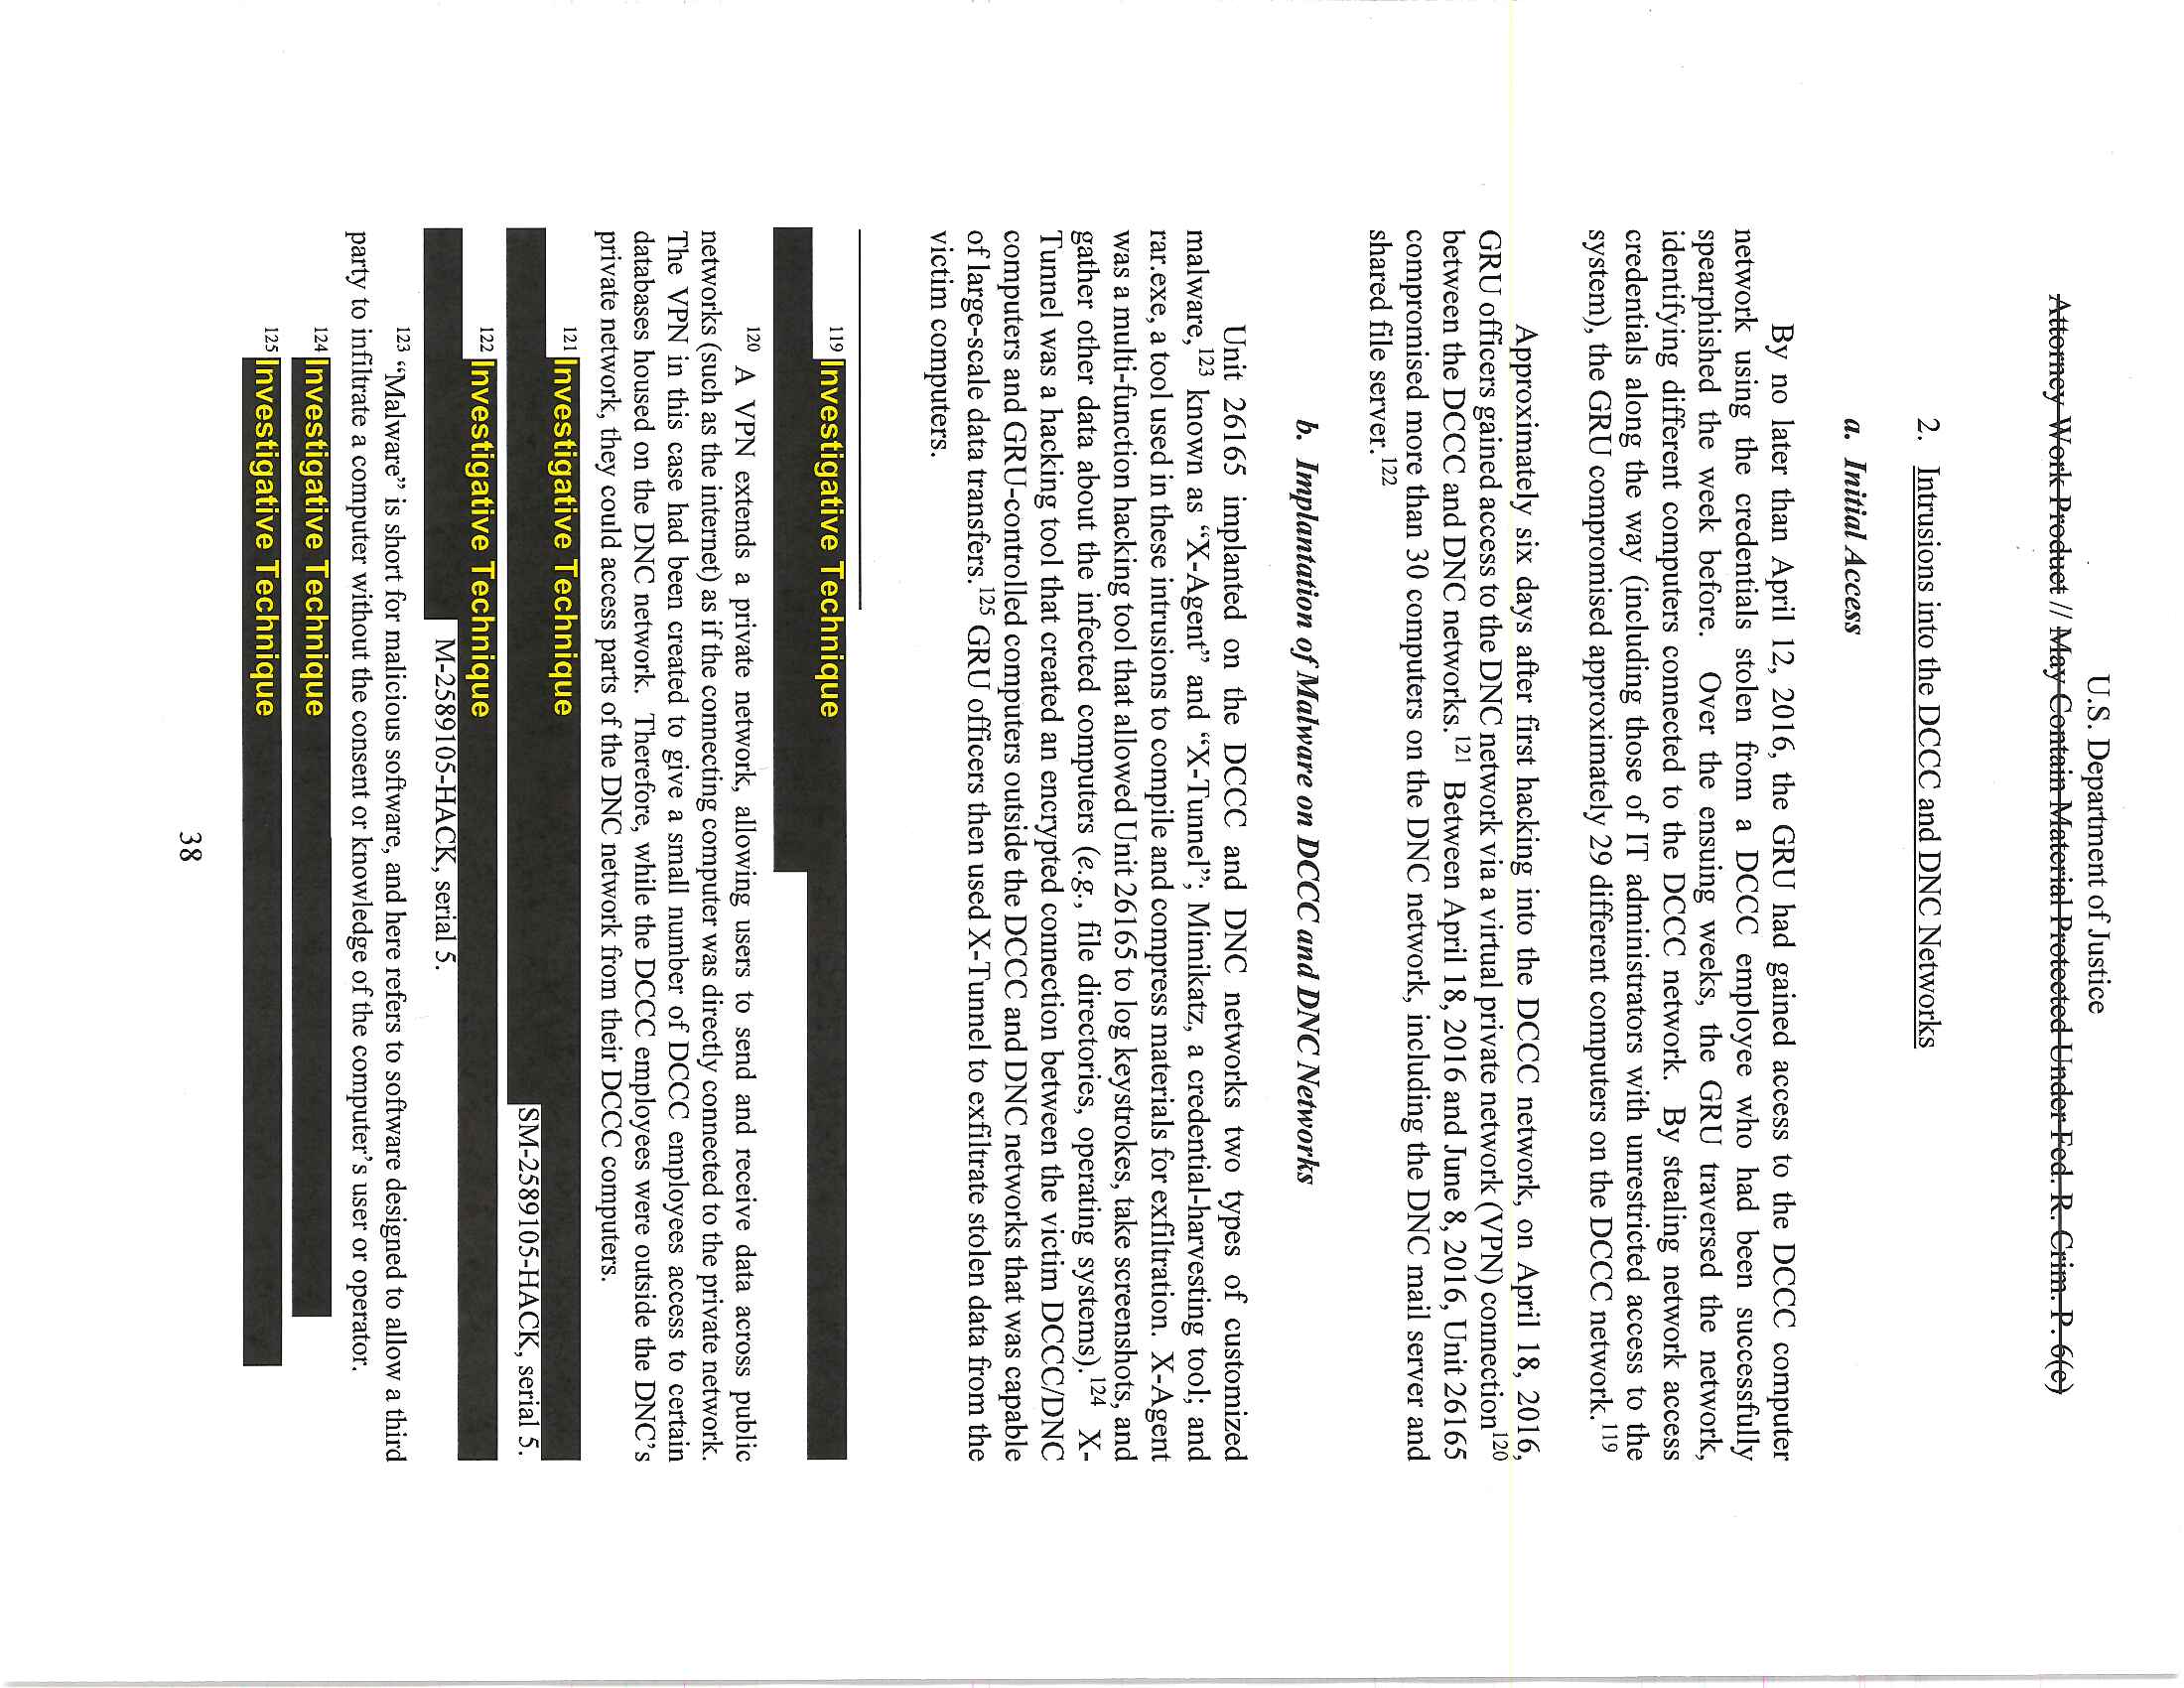 U.S. Department of Justice
Attorney Work Product // May Contain Material Protected Under Fed. R. Crim. P. 6(e)
2. Intrusions into the DCCC and DNC Networks
a. Initial Access
By no later than April 12, 2016, the GRU had gained access to the DCCC computer
network using the credentials stolen from a DCCC employee who had been successfully
spearphished the week before. Over the ensuing weeks, the GRU traversed the network,
identifying different computers connected to the DCCC network. By stealing network access
credentials along the way (including those of IT administrators with unrestricted access to the
system), the GRU compromised approximately 29 different computers on the DCCC network.119
Approximately six days after first hacking into the DCCC network, on April 18, 2016,
GRU officers gained access to the DNC network via a virtual private network (VPN) connection120
between the DCCC and DNC networks.121 Between April 18, 2016 and June 8, 2016, Unit 26165
compromised more than 30 computers on the DNC network, including the DNC mail server and
shared file server.122
b. Implantation of Malware on DCCC and DNC Networks
Unit 26165 implanted on the DCCC and DNC networks two types of customized
malware,123 known as “X-Agent” and “X-Tunnel”; Mimikatz, a credential-harvesting tool; and
rar.exe, a tool used in these intrusions to compile and compress materials for exfiltration. X-Agent
was a multi-function hacking tool that allowed Unit 26165 to log keystrokes, take screenshots, and
gather other data about the infected computers (e.g., file directories, operating systems).124 X-
Tunnel was a hacking tool that created an encrypted connection between the victim DCCC/DNC
computers and GRU-controlled computers outside the DCCC and DNC networks that was capable
of large-scale data transfers.125 GRU officers then used X-Tunnel to exfiltrate stolen data from the
victim computers.
119 Investigative Technique
120 A VPN extends a private network, allowing users to send and receive data across public
networks (such as the internet) as if the connecting computer was directly connected to the private network.
The VPN in this case had been created to give a small number of DCCC employees access to certain
databases housed on the DNC network. Therefore, while the DCCC employees were outside the DNC’s
private network, they could access parts of the DNC network from their DCCC computers.
121 Investigative Technique
SM-2589105-HACK, serial 5.
122 Investigative Technique
M-2589105-HACK, serial 5.
123 “Malware” is short for malicious software, and here refers to software designed to allow a third
party to infiltrate a computer without the consent or knowledge of the computer’s user or operator.
124 Investigative Technique
125 Investigative Technique
38